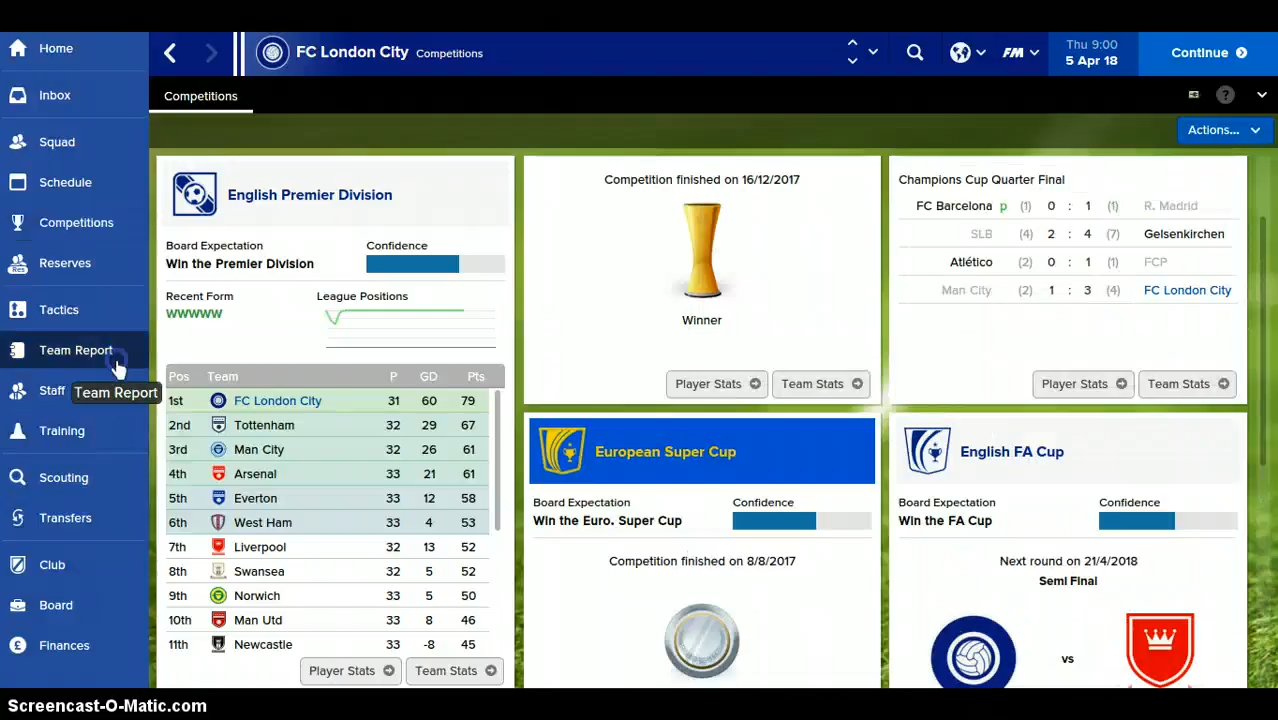 Home
Inbox
Squad
Schedule
Competitions
Res Reserves
Tactics
Team Report
Staff
Team Report
Training
Scouting
Transfers
Club
Board
£ Finances
FC London City Competitions
FM
Thu 9:00
5 Apr 18
Continue
Competitions
?
Actions...
English Premier Division
Board Expectation Confidence
Win the Premier Division
Recent Form League Positions
WWWWW
Pos Team P GD Pts
1st FC London City 31 60 79
2nd Tottenham 32 29 67
3rd Man City 32 26 61
4th Arsenal 33 21 61
5th Everton 33 12 58
6th West Ham 33 4 53
7th Liverpool 32 13 52
8th Swansea 32 5 52
9th Norwich 33 5 50
10th Man Utd 33 8 46
11th Newcastle 33 -8 45
Player Stats Team Stats
Competition finished on 16/12/2017
Winner
Player Stats Team Stats
Champions Cup Quarter Final
FC Barcelona p (1) 0 : 1 (1) R. Madrid
SLB (4) 2 : 4 (7) Gelsenkirchen
Atlético (2) 0 : 1 (1) FCP
Man City (2) 1 : 3 (4) FC London City
Player Stats Team Stats
European Super Cup
Board Expectation Confidence
Win the Euro. Super Cup
Competition finished on 8/8/2017
English FA Cup
Board Expectation Confidence
Win the FA Cup
Next round on 21/4/2018
Semi Final
vs
Screencast-O-Matic.com